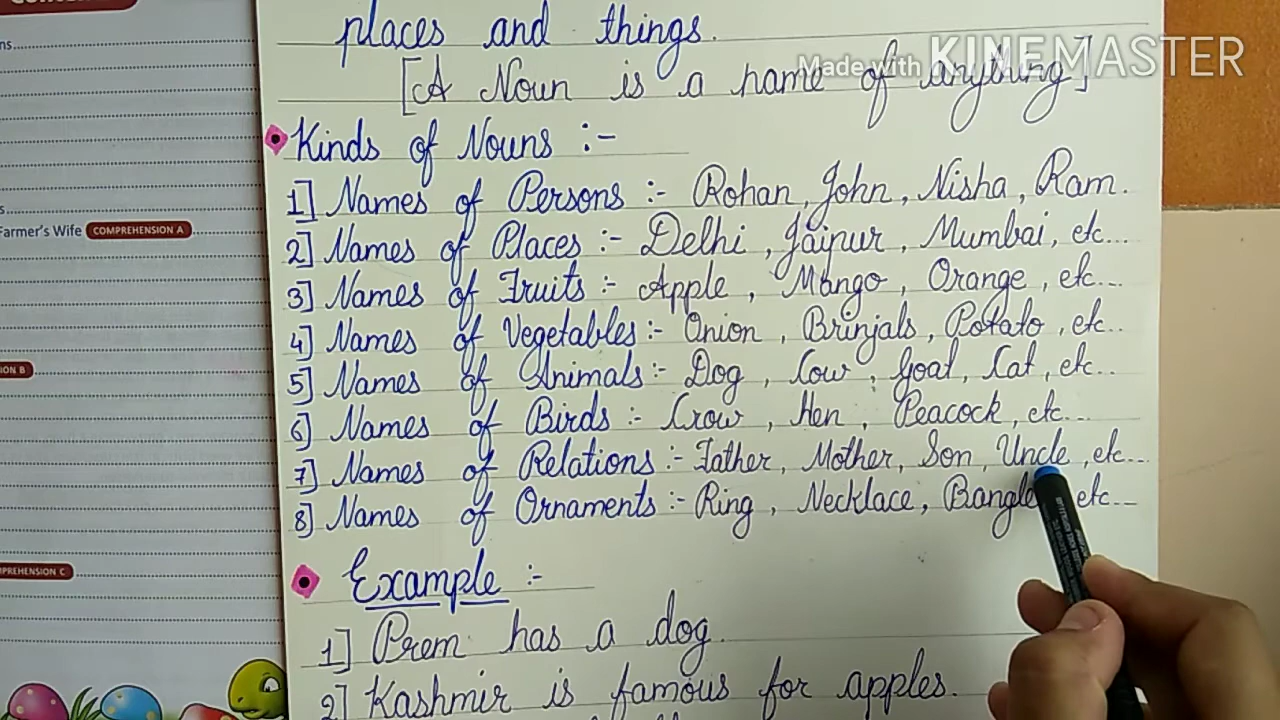 places and things.
Made with KINEMASTER
[A Noun is a name of anything]
Kinds of Nouns :-
1] Names of Persons :- Rohan, John, Nisha, Ram.
2] Names of Places :- Delhi, Jaipur, Mumbai, etc...
3] Names of Fruits :- Apple, Mango, Orange, etc...
4] Names of Vegetables :- Onion, Brinjals, Potato, etc..
5] Names of Animals :- Dog, Cow, Goat, Cat, etc..
6] Names of Birds :- Crow, Hen, Peacock, etc...
7] Names of Relations :- Father, Mother, Son, Uncle, etc...
8] Names of Ornaments :- Ring, Necklace, Bangle etc...
Example :-
1] Prem has a dog.
2] Kashmir is famous for apples.
Farmer's Wife COMPREHENSION A